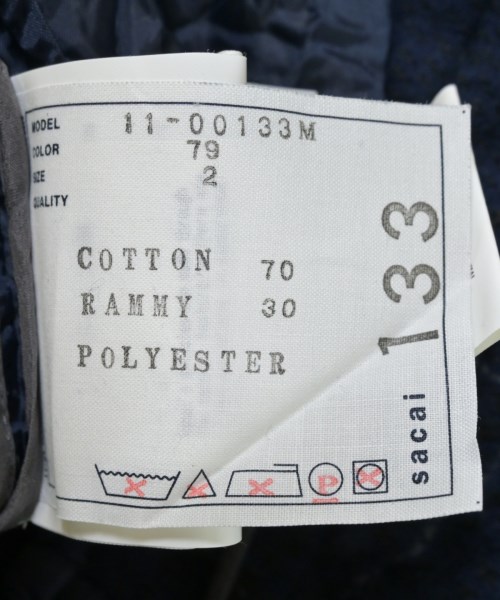 MODEL 11-00133M
COLOR 79
SIZE 2
QUALITY
COTTON 70
RAMMY 30
POLYESTER
133
sacai
P